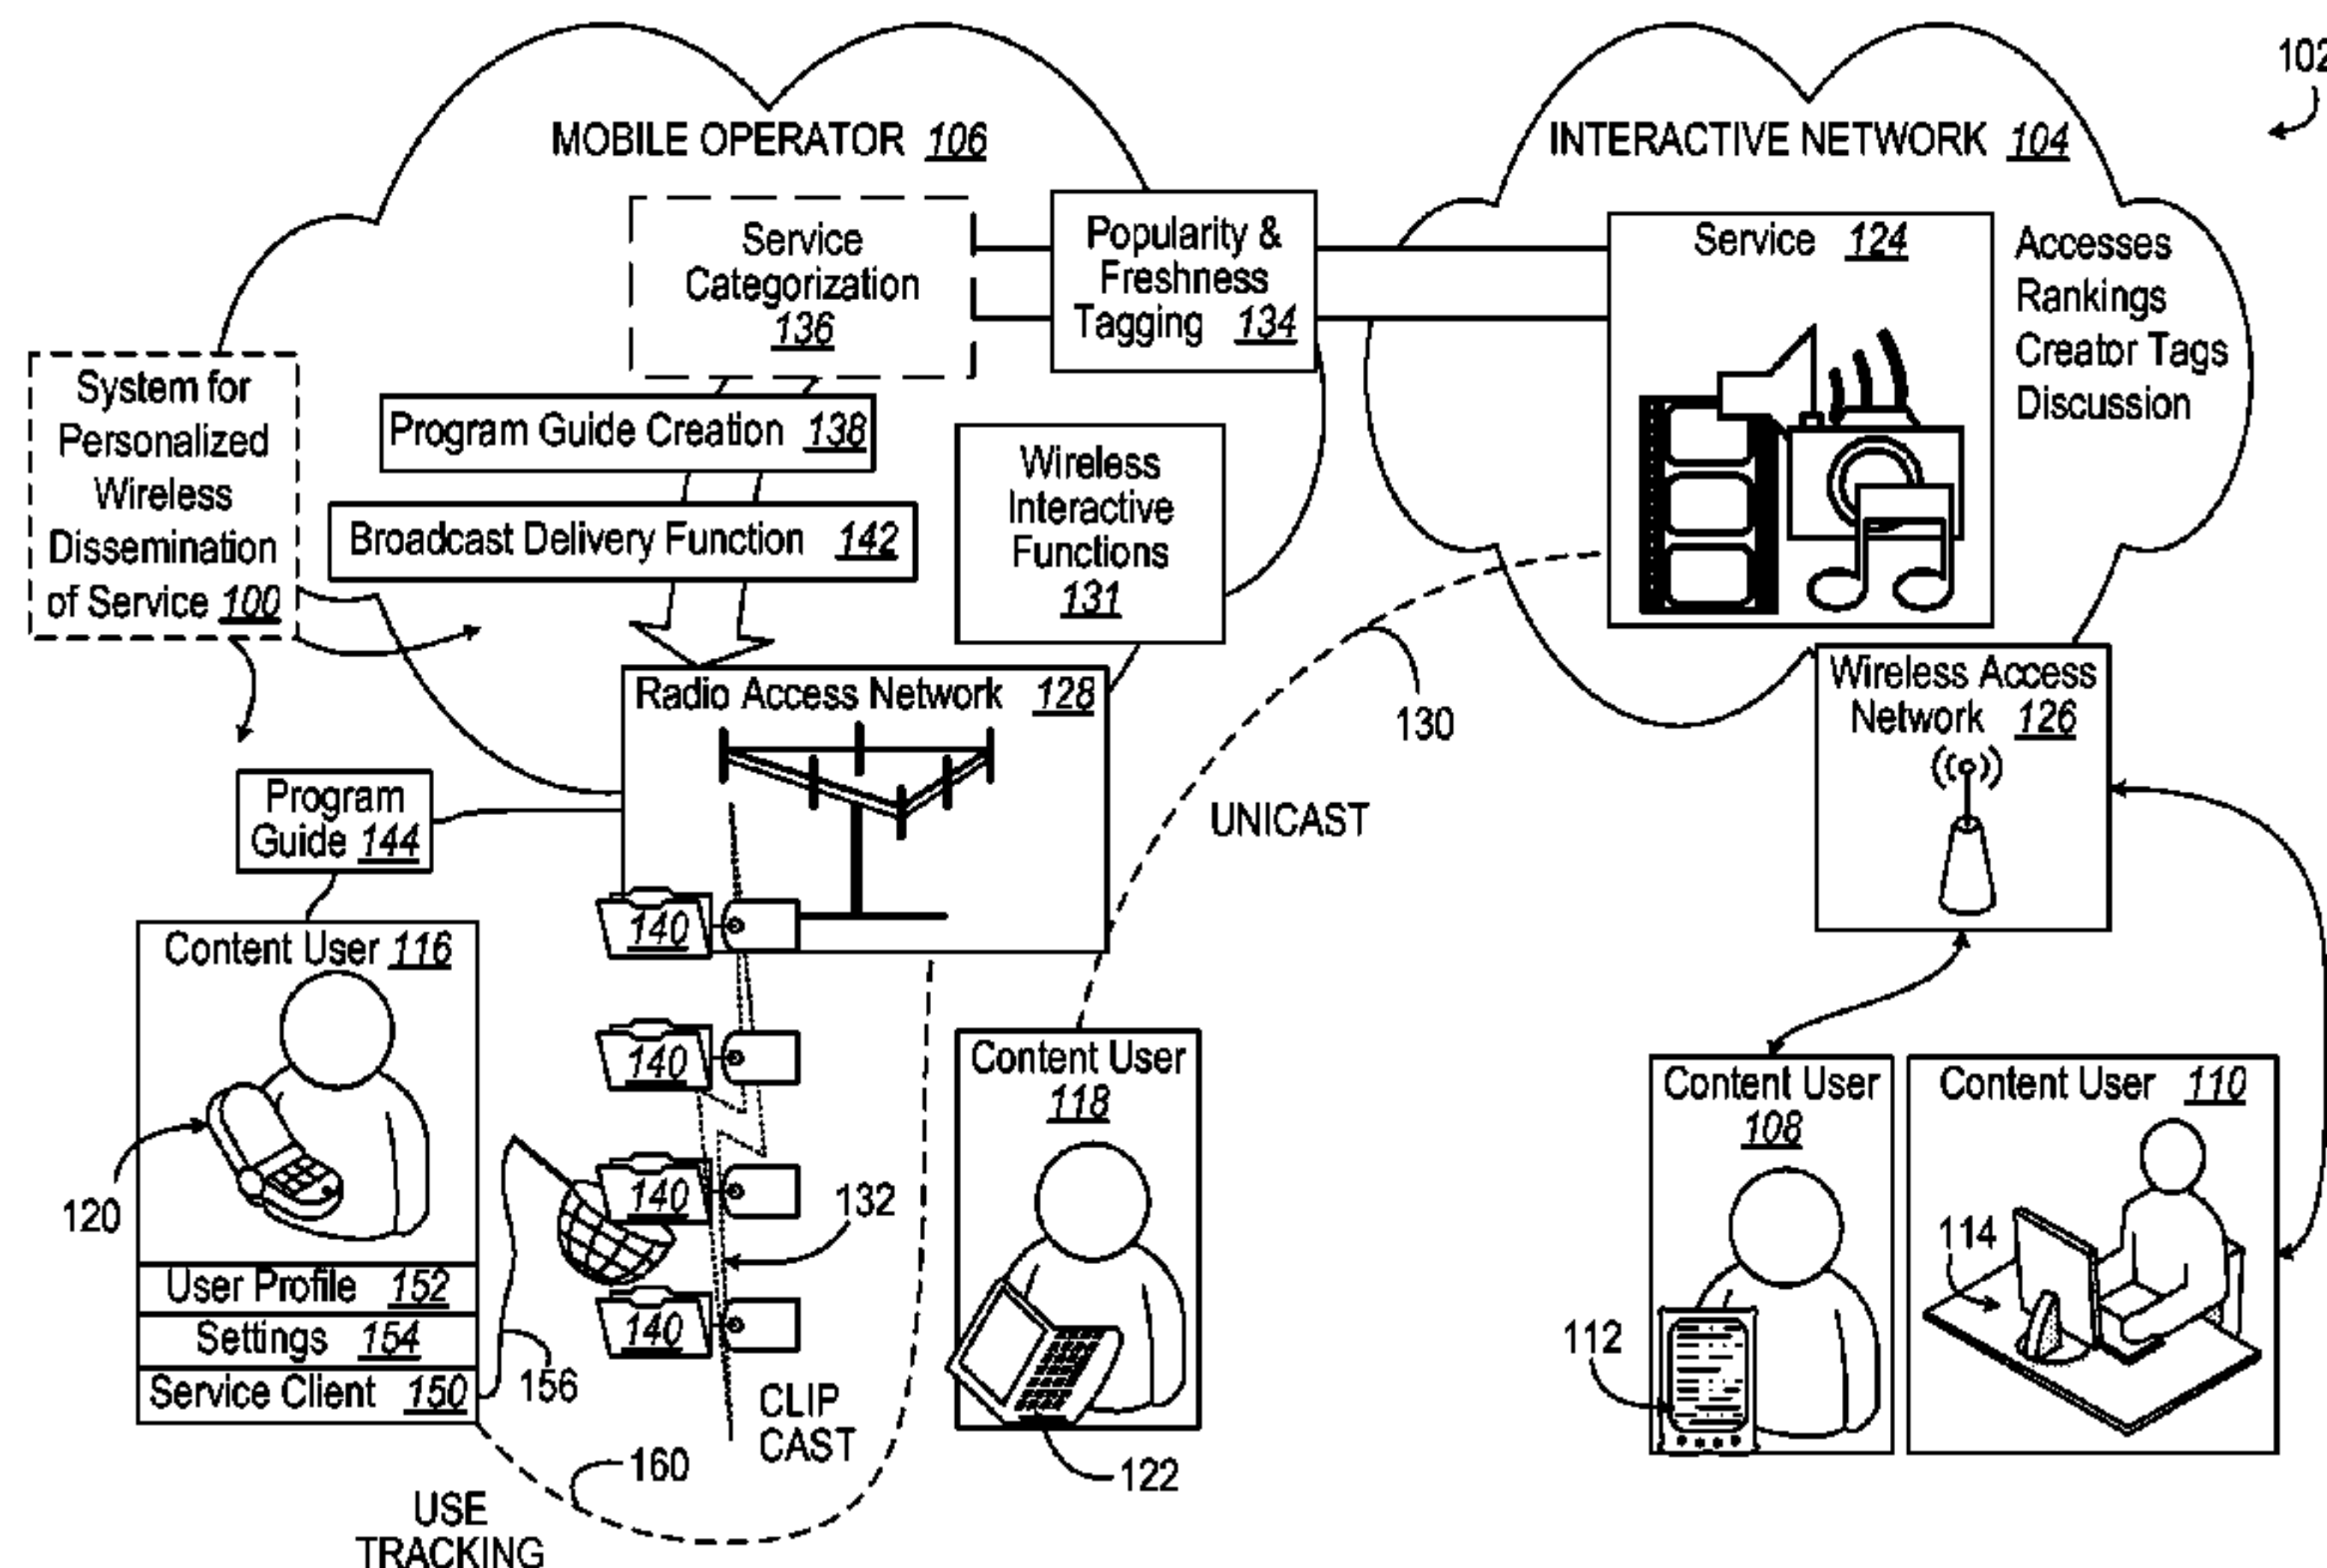 102
MOBILE OPERATOR 106
INTERACTIVE NETWORK 104
Service
Categorization
136
Popularity &
Freshness
Tagging 134
Service 124
Accesses
Rankings
Creator Tags
Discussion
System for
Personalized
Wireless
Dissemination
of Service 100
Program Guide Creation 138
Broadcast Delivery Function 142
Wireless
Interactive
Functions
131
Radio Access Network 128
130
Wireless Access
Network 126
UNICAST
Program
Guide 144
140
140
140
140
Content User 116
120
User Profile 152
Settings 154
Service Client 150
156
132
CLIP
CAST
160
USE
TRACKING
Content User
118
122
Content User
108
112
Content User 110
114